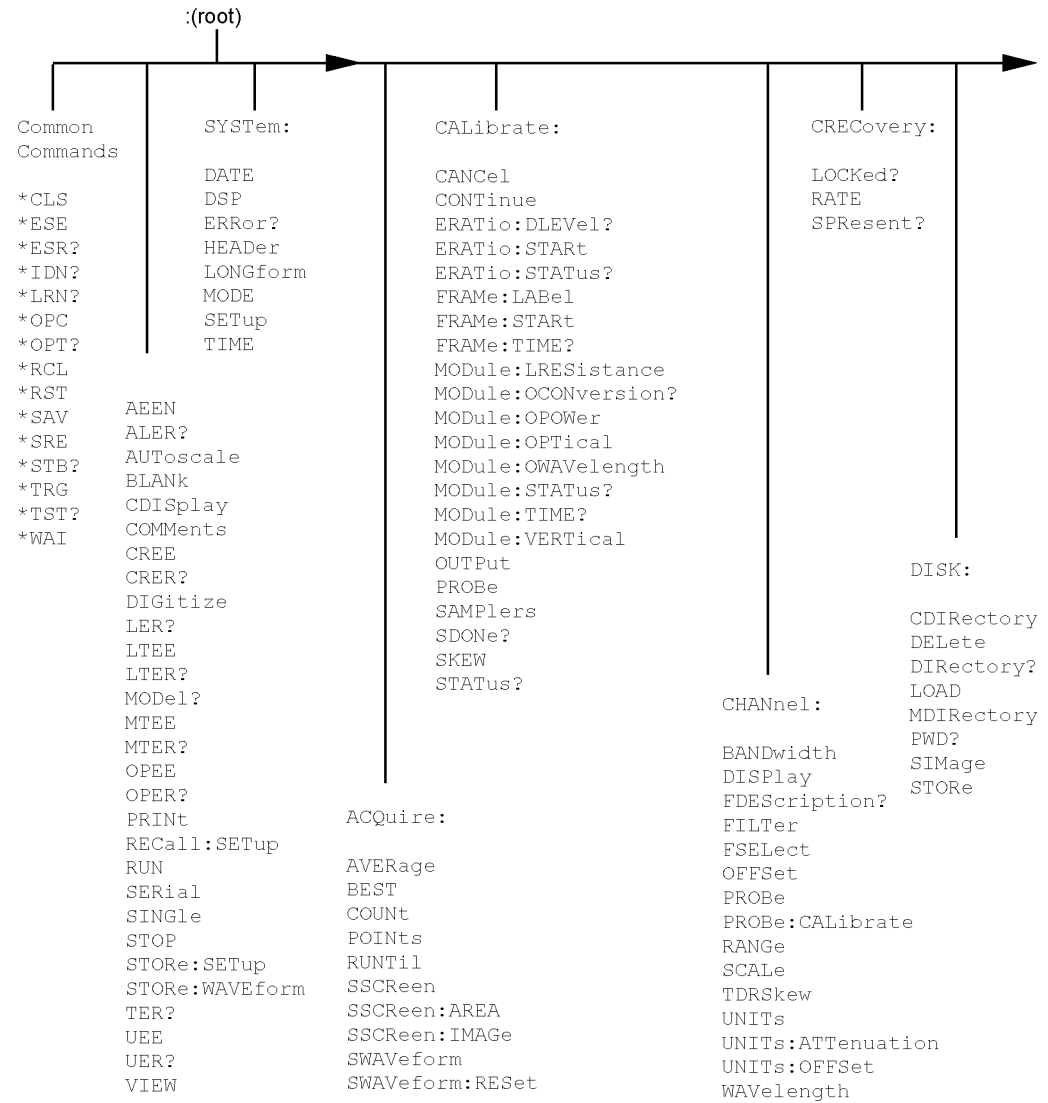 :(root)
Common
Commands
*CLS
*ESE
*ESR?
*IDN?
*LRN?
*OPC
*OPT?
*RCL
*RST
*SAV
*SRE
*STB?
*TRG
*TST?
*WAI
AEEN
ALER?
AUToscale
BLANk
CDISplay
COMMents
CREE
CRER?
DIGitize
LER?
LTEE
LTER?
MODel?
MTEE
MTER?
OPEE
OPER?
PRINt
RECall:SETup
RUN
SERial
SINGle
STOP
STORe:SETup
STORe:WAVEform
TER?
UEE
UER?
VIEW
SYSTem:
DATE
DSP
ERRor?
HEADer
LONGform
MODE
SETup
TIME
ACQuire:
AVERage
BEST
COUNt
POINts
RUNTil
SSCReen
SSCReen:AREA
SSCReen:IMAGe
SWAVeform
SWAVeform:RESet
CALibrate:
CANCel
CONTinue
ERATio:DLEVel?
ERATio:STARt
ERATio:STATus?
FRAMe:LABel
FRAMe:STARt
FRAMe:TIME?
MODule:LRESistance
MODule:OCONversion?
MODule:OPOWer
MODule:OPTical
MODule:OWAVelength
MODule:STATus?
MODule:TIME?
MODule:VERTical
OUTPut
PROBe
SAMPlers
SDONe?
SKEW
STATus?
CHANnel:
BANDwidth
DISPlay
FDEScription?
FILTer
FSELect
OFFSet
PROBe
PROBe:CALibrate
RANGe
SCALe
TDRSkew
UNITs
UNITs:ATTenuation
UNITs:OFFSet
WAVelength
CRECovery:
LOCKed?
RATE
SPResent?
DISK:
CDIRectory
DELete
DIRectory?
LOAD
MDIRectory
PWD?
SIMage
STORe